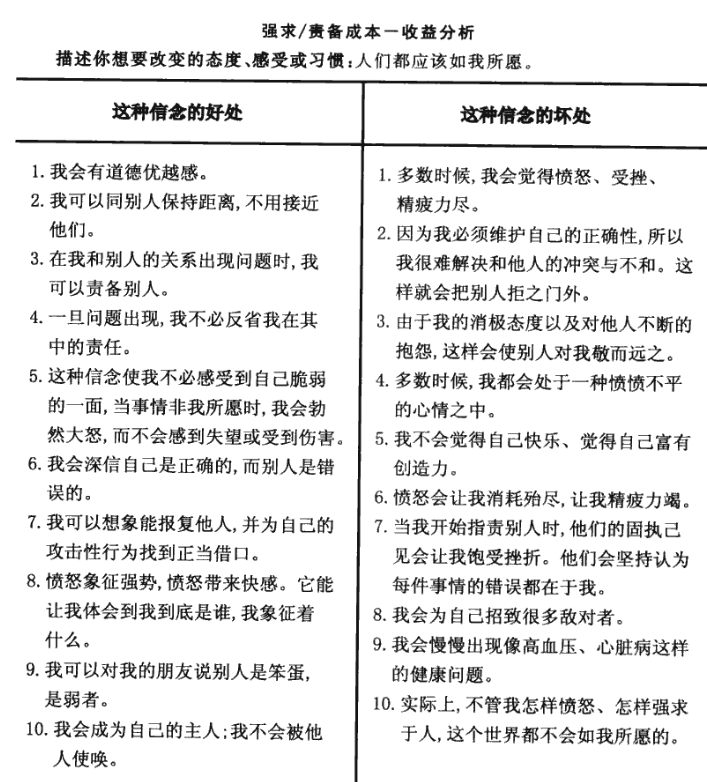 强求/责备成本—收益分析
描述你想要改变的态度、感受或习惯:人们都应该如我所愿。
这种信念的好处
1. 我会有道德优越感。
2. 我可以同别人保持距离,不用接近
他们。
3. 在我和别人的关系出现问题时,我
可以责备别人。
4. 一旦问题出现,我不必反省我在其
中的责任。
5. 这种信念使我不必感受到自己脆弱
的一面,当事情非我所愿时,我会勃
然大怒,而不会感到失望或受到伤害。
6. 我会深信自己是正确的,而别人是错
误的。
7. 我可以想象能报复他人,并为自己的
攻击性行为找到正当借口。
8. 愤怒象征强势,愤怒带来快感。它能
让我体会到我到底是谁,我象征着
什么。
9. 我可以对我的朋友说别人是笨蛋,
是弱者。
10. 我会成为自己的主人;我不会被他
人使唤。
这种信念的坏处
1. 多数时候,我会觉得愤怒、受挫、
精疲力尽。
2. 因为我必须维护自己的正确性,所以
我很难解决和他人的冲突与不和。这
样就会把别人拒之门外。
3. 由于我的消极态度以及对他人不断的
抱怨,这样会使别人对我敬而远之。
4. 多数时候,我都会处于一种愤愤不平
的心情之中。
5. 我不会觉得自己快乐、觉得自己富有
创造力。
6. 愤怒会让我消耗殆尽,让我精疲力竭。
7. 当我开始指责别人时,他们的固执己
见会让我饱受挫折。他们会坚持认为
每件事情的错误都在于我。
8. 我会为自己招致很多敌对者。
9. 我会慢慢出现像高血压、心脏病这样
的健康问题。
10. 实际上,不管我怎样愤怒、怎样强求
于人,这个世界都不会如我所愿的。